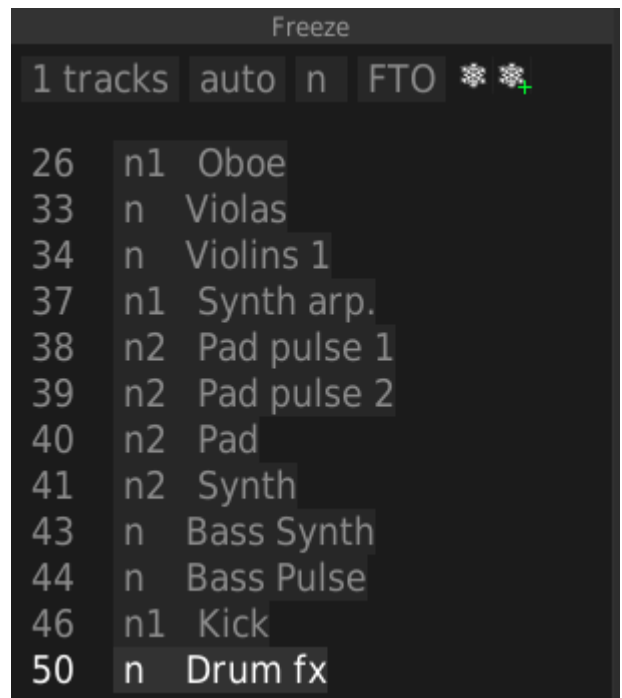 Freeze
1 tracks auto n FTO
26 n1 Oboe
33 n Violas
34 n Violins 1
37 n1 Synth arp.
38 n2 Pad pulse 1
39 n2 Pad pulse 2
40 n2 Pad
41 n2 Synth
43 n Bass Synth
44 n Bass Pulse
46 n1 Kick
50 n Drum fx